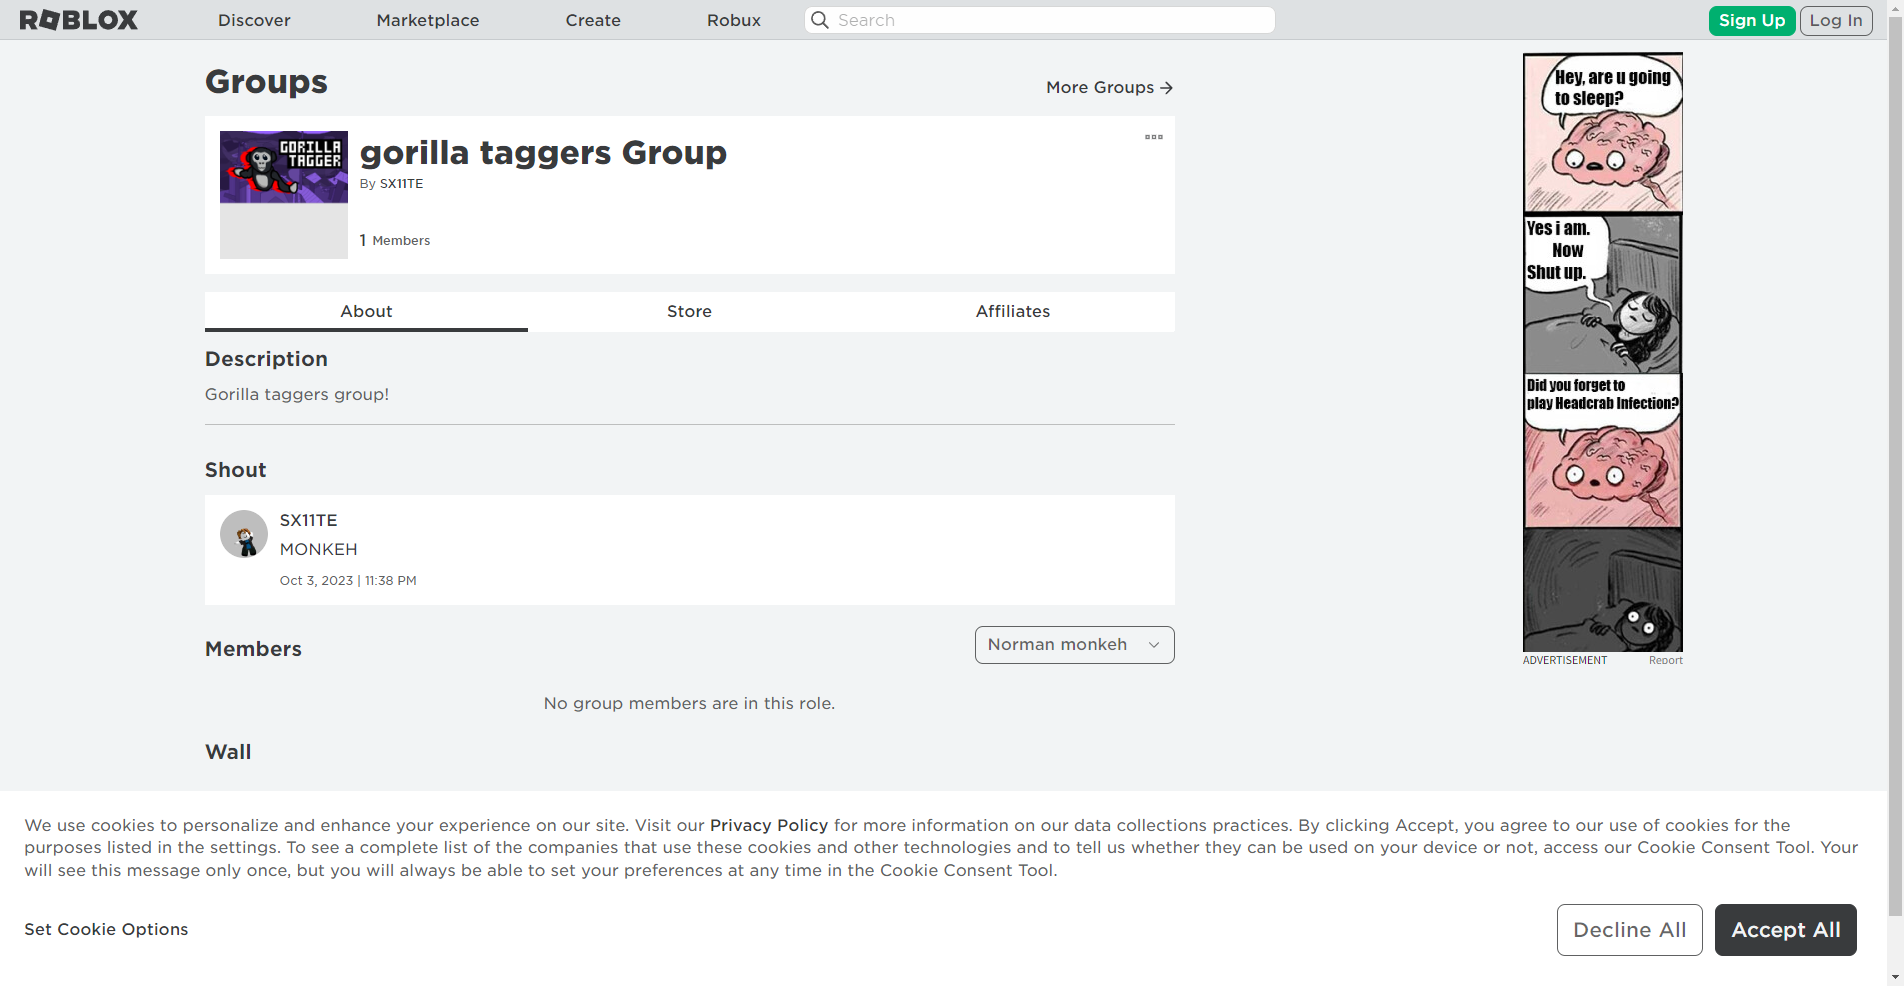 ROBLOX
Discover
Marketplace
Create
Robux
Search
Sign Up
Log In
Groups
More Groups
GORILLA
TAGGER
gorilla taggers Group
By SX11TE
1 Members
About
Store
Affiliates
Description
Gorilla taggers group!
Shout
SX11TE
MONKEH
Oct 3, 2023 | 11:38 PM
Members
Norman monkeh
No group members are in this role.
Wall
Hey, are u going
to sleep?
Yes i am.
Now
Shut up.
Did you forget to
play Headcrab Infection?
ADVERTISEMENT
Report
We use cookies to personalize and enhance your experience on our site. Visit our Privacy Policy for more information on our data collections practices. By clicking Accept, you agree to our use of cookies for the
purposes listed in the settings. To see a complete list of the companies that use these cookies and other technologies and to tell us whether they can be used on your device or not, access our Cookie Consent Tool. Your
will see this message only once, but you will always be able to set your preferences at any time in the Cookie Consent Tool.
Set Cookie Options
Decline All
Accept All